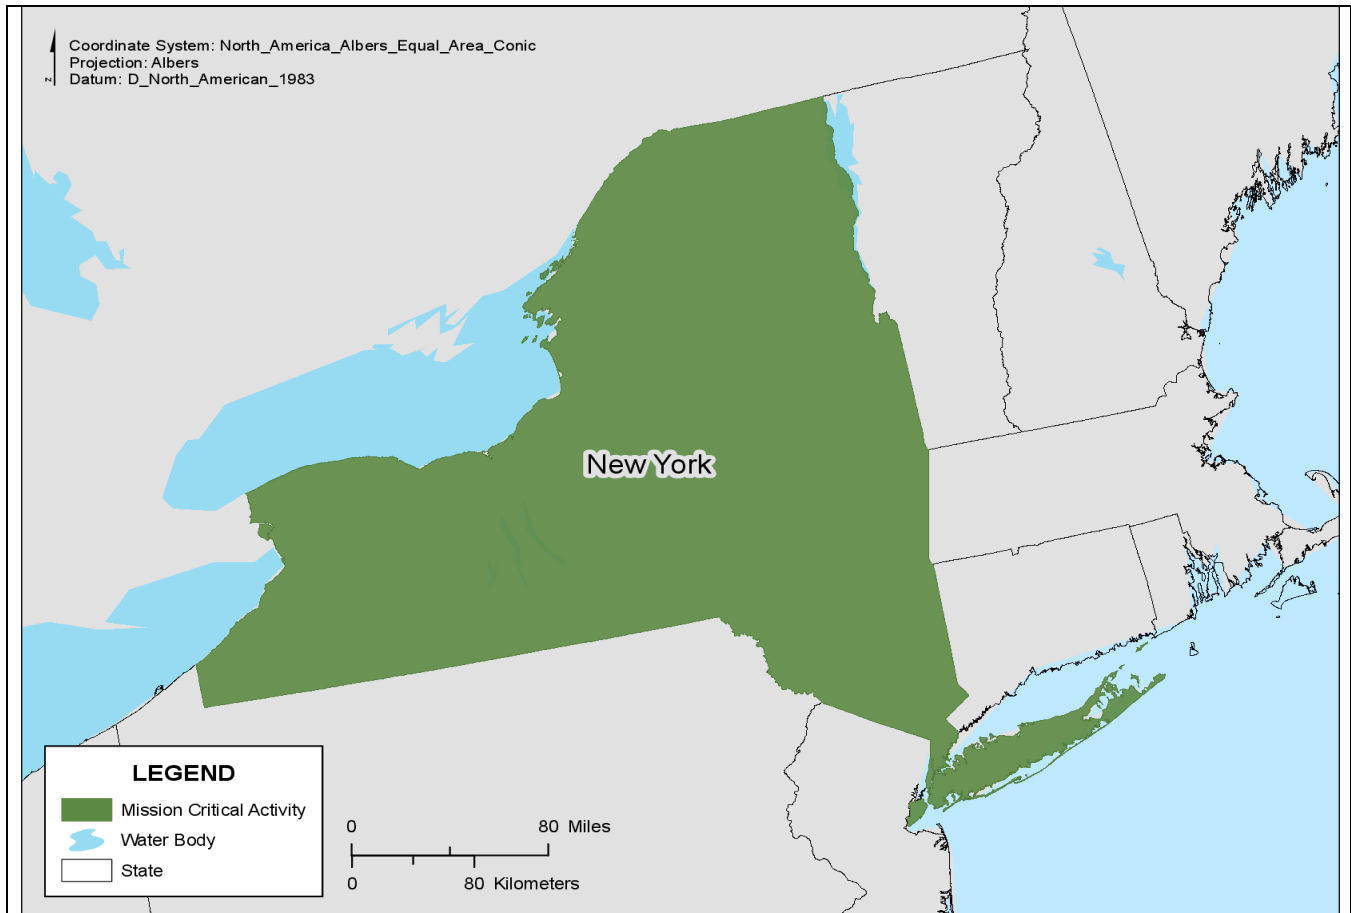 Coordinate System: North_America_Albers_Equal_Area_Conic
Projection: Albers
Datum: D_North_American_1983
z
New York
LEGEND
Mission Critical Activity
Water Body
State
0 80 Miles
0 80 Kilometers